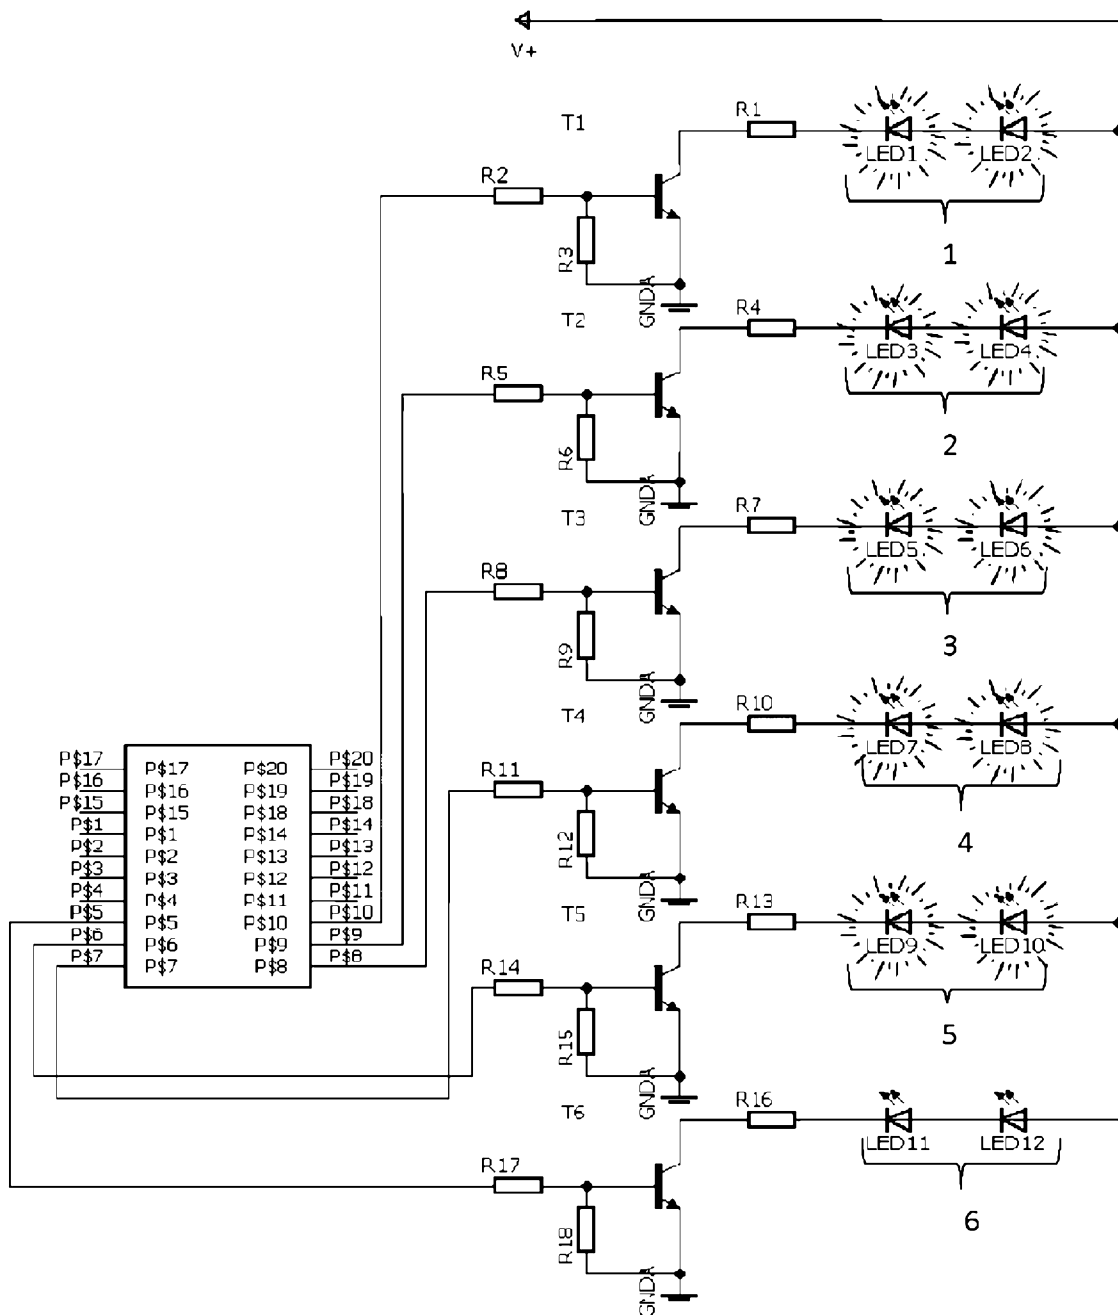 V+
T1
R1
LED1
LED2
R2
R3
GNDA
1
T2
R4
LED3
LED4
R5
R6
GNDA
2
T3
R7
LED5
LED6
R8
R9
GNDA
3
T4
R10
LED7
LED8
R11
R12
GNDA
4
T5
R13
LED9
LED10
R14
R15
GNDA
5
T6
R16
LED11
LED12
R17
R18
GNDA
6
P$17 P$17 P$20 P$20
P$16 P$16 P$19 P$19
P$15 P$15 P$18 P$18
P$1 P$1 P$14 P$14
P$2 P$2 P$13 P$13
P$3 P$3 P$12 P$12
P$4 P$4 P$11 P$11
P$5 P$5 P$10 P$10
P$6 P$6 P$9 P$9
P$7 P$7 P$8 P$8